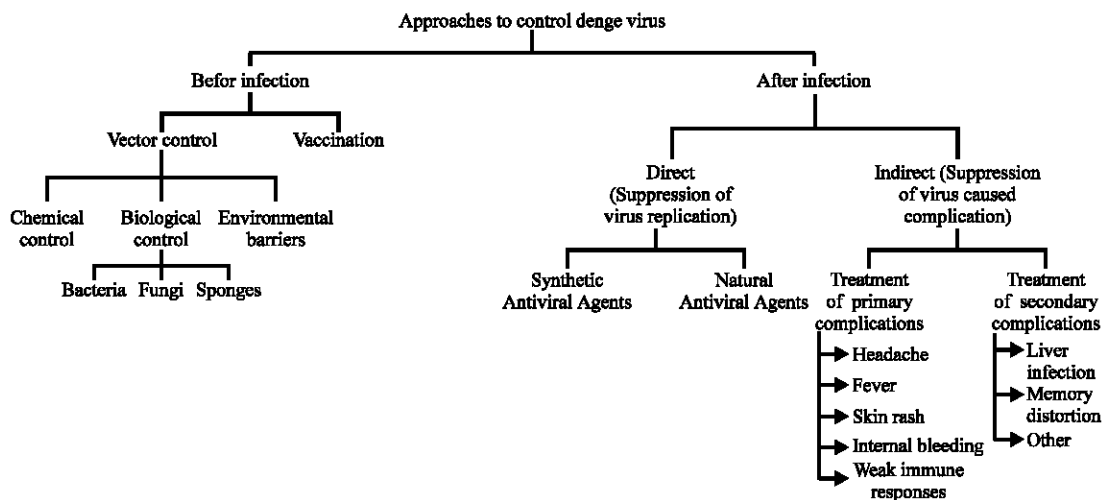 Approaches to control denge virus
Befor infection
After infection
Vector control
Vaccination
Direct
(Suppression of
virus replication)
Indirect (Suppression
of virus caused
complication)
Chemical
control
Biological
control
Environmental
barriers
Bacteria
Fungi
Sponges
Synthetic
Antiviral Agents
Natural
Antiviral Agents
Treatment
of primary
complications
Treatment
of secondary
complications
Headache
Fever
Skin rash
Internal bleeding
Weak immune
responses
Liver
infection
Memory
distortion
Other